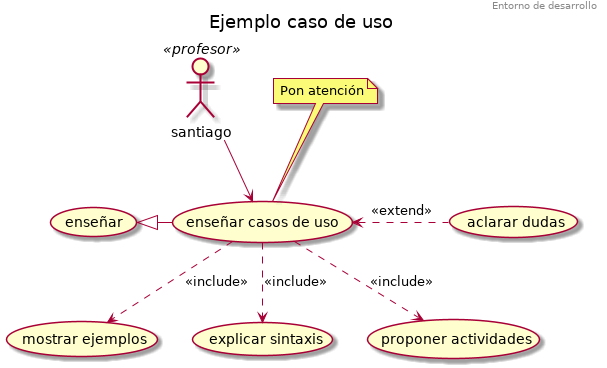 Entorno de desarrollo
Ejemplo caso de uso
«profesor»
Pon atención
santiago
«extend»
enseñar
enseñar casos de uso
aclarar dudas
«include»
«include»
«include»
mostrar ejemplos
explicar sintaxis
proponer actividades